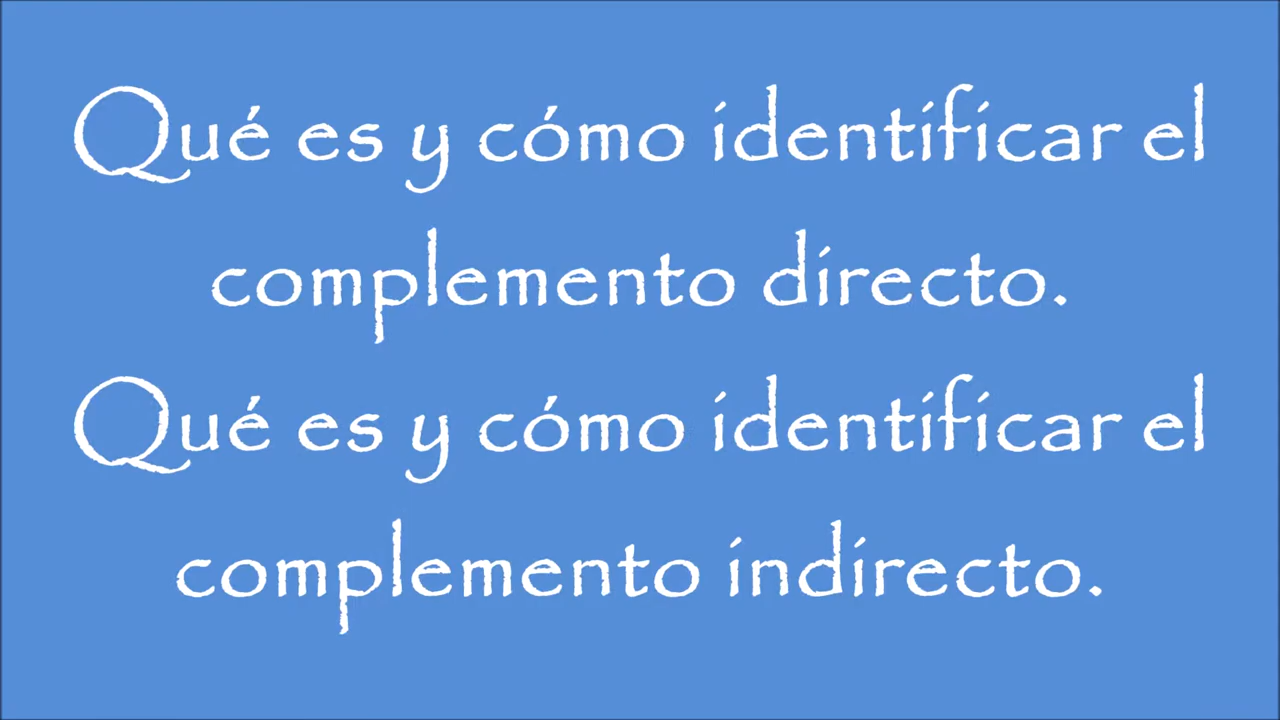 Qué es y cómo identificar el
complemento directo.
Qué es y cómo identificar el
complemento indirecto.